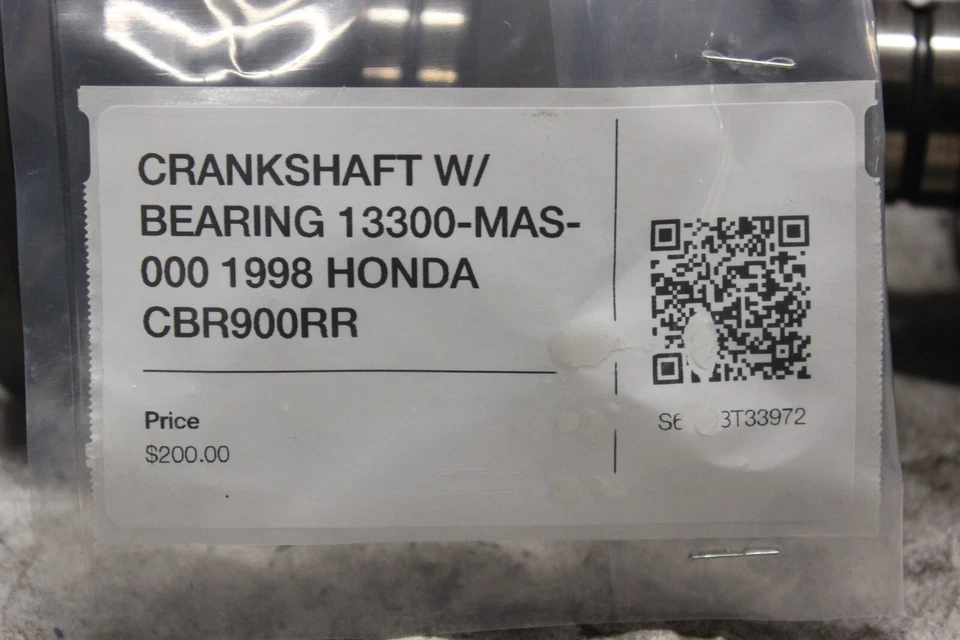 CRANKSHAFT W/
BEARING 13300-MAS-
000 1998 HONDA
CBR900RR
Price
$200.00